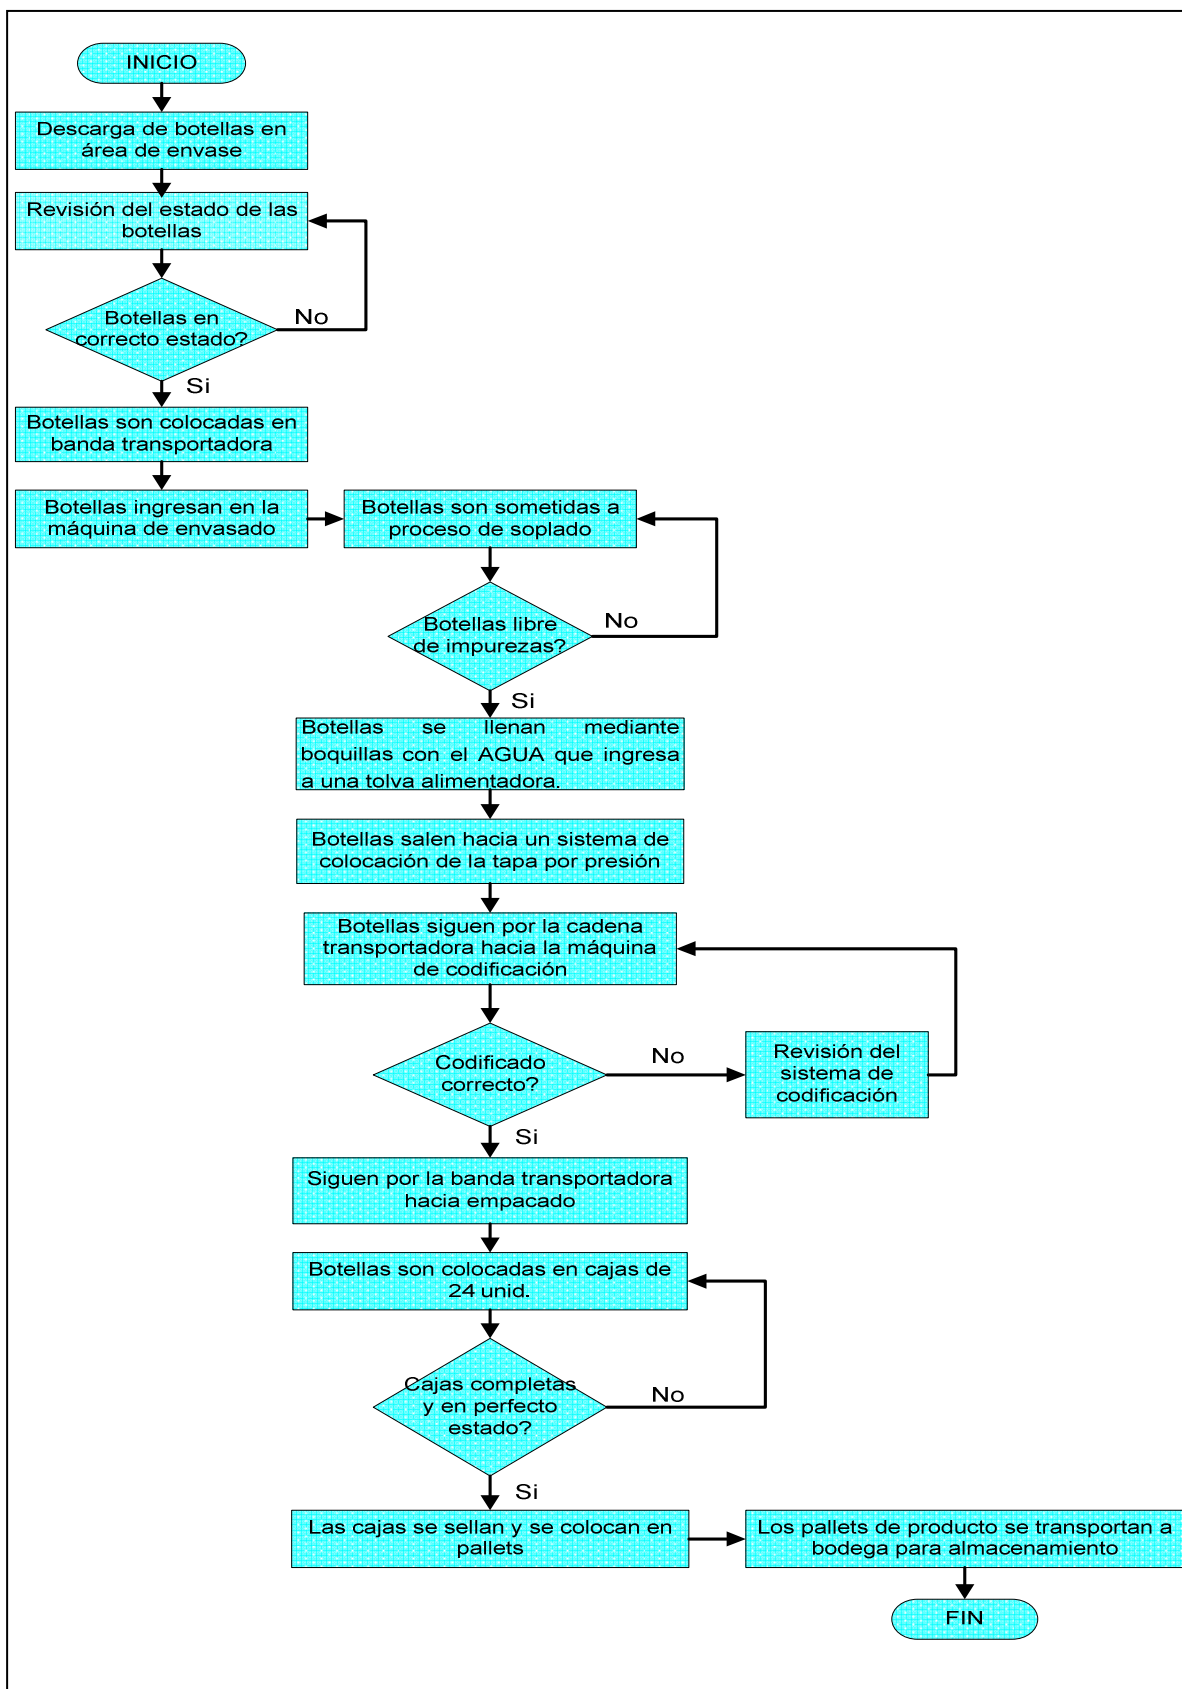 INICIO
Descarga de botellas en
área de envase
Revisión del estado de las
botellas
Botellas en
correcto estado?
No
Si
Botellas son colocadas en
banda transportadora
Botellas ingresan en la
máquina de envasado
Botellas son sometidas a
proceso de soplado
Botellas libre
de impurezas?
No
Si
Botellas se llenan mediante
boquillas con el AGUA que ingresa
a una tolva alimentadora.
Botellas salen hacia un sistema de
colocación de la tapa por presión
Botellas siguen por la cadena
transportadora hacia la máquina
de codificación
Codificado
correcto?
No
Revisión del
sistema de
codificación
Si
Siguen por la banda transportadora
hacia empacado
Botellas son colocadas en cajas de
24 unid.
Cajas completas
y en perfecto
estado?
No
Si
Las cajas se sellan y se colocan en
pallets
Los pallets de producto se transportan a
bodega para almacenamiento
FIN